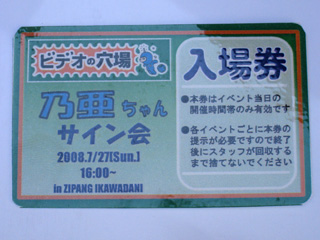 ビデオの穴場
乃亜ちゃん
サイン会
2008.7/27[Sun.]
16:00~
in ZIPANG IKAWADANI
入場券
●本券はイベント当日の
開催時間帯のみ有効です
●各イベントごとに本券の
提示が必要ですので終了
後にスタッフが回収する
まで捨てないでください